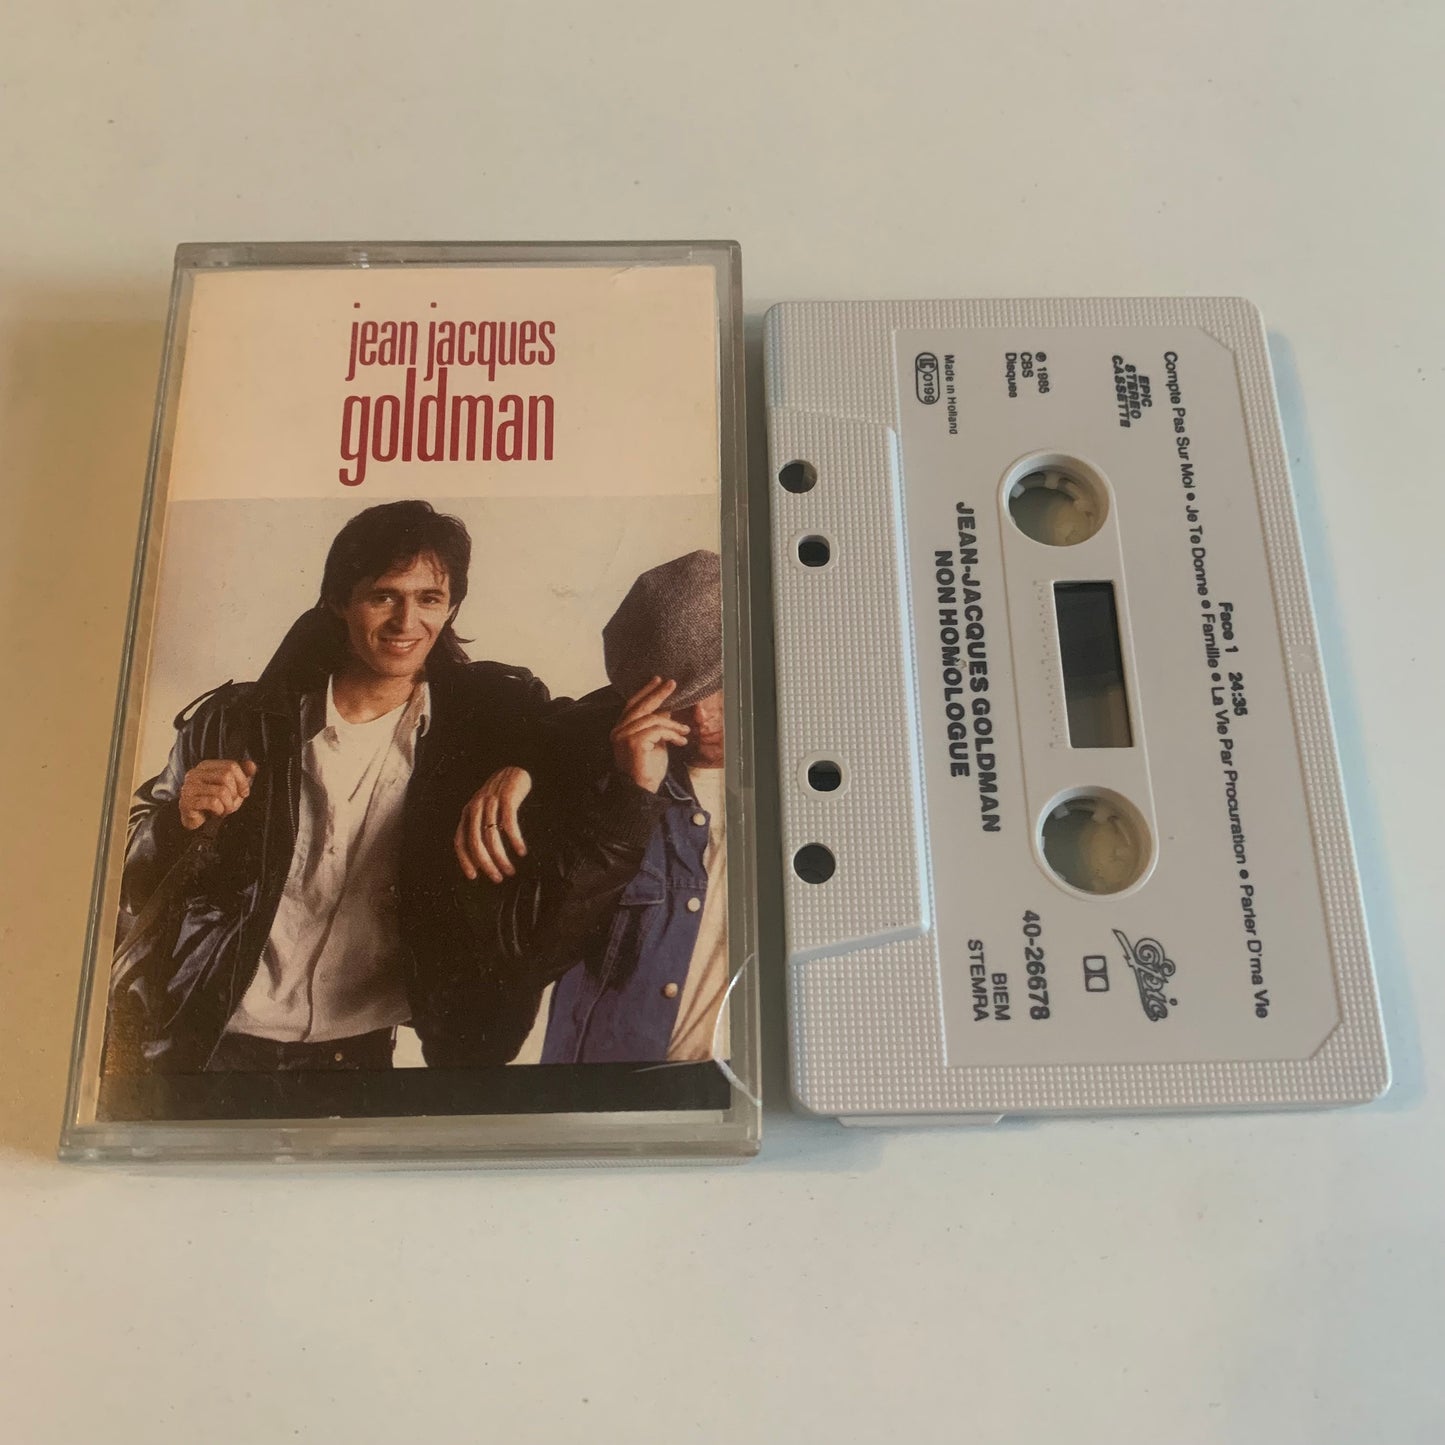 jean jacques
goldman
Face 1 24:35
Compte Pas Sur Moi • Je Te Donne • Famille • La Vie Par Procuration • Parler D'ma Vie
EPIC
STEREO
CASSETTE
℗ 1985
CBS
Disques
Made in Holland
LC 0199
JEAN-JACQUES GOLDMAN
NON HOMOLOGUE
Epic
40-26678
BIEM
STEMRA